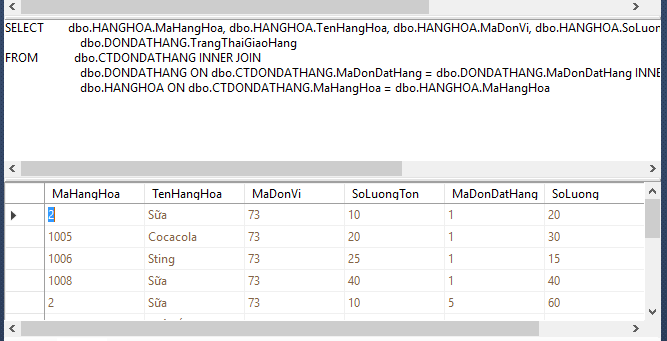 SELECT dbo.HANGHOA.MaHangHoa, dbo.HANGHOA.TenHangHoa, dbo.HANGHOA.MaDonVi, dbo.HANGHOA.SoLuon
dbo.DONDATHANG.TrangThaiGiaoHang
FROM dbo.CTDONDATHANG INNER JOIN
dbo.DONDATHANG ON dbo.CTDONDATHANG.MaDonDatHang = dbo.DONDATHANG.MaDonDatHang INNE
dbo.HANGHOA ON dbo.CTDONDATHANG.MaHangHoa = dbo.HANGHOA.MaHangHoa
MaHangHoa TenHangHoa MaDonVi SoLuongTon MaDonDatHang SoLuong
2 Sữa 73 10 1 20
1005 Cocacola 73 20 1 30
1006 Sting 73 25 1 15
1008 Sữa 73 40 1 40
2 Sữa 73 10 5 60